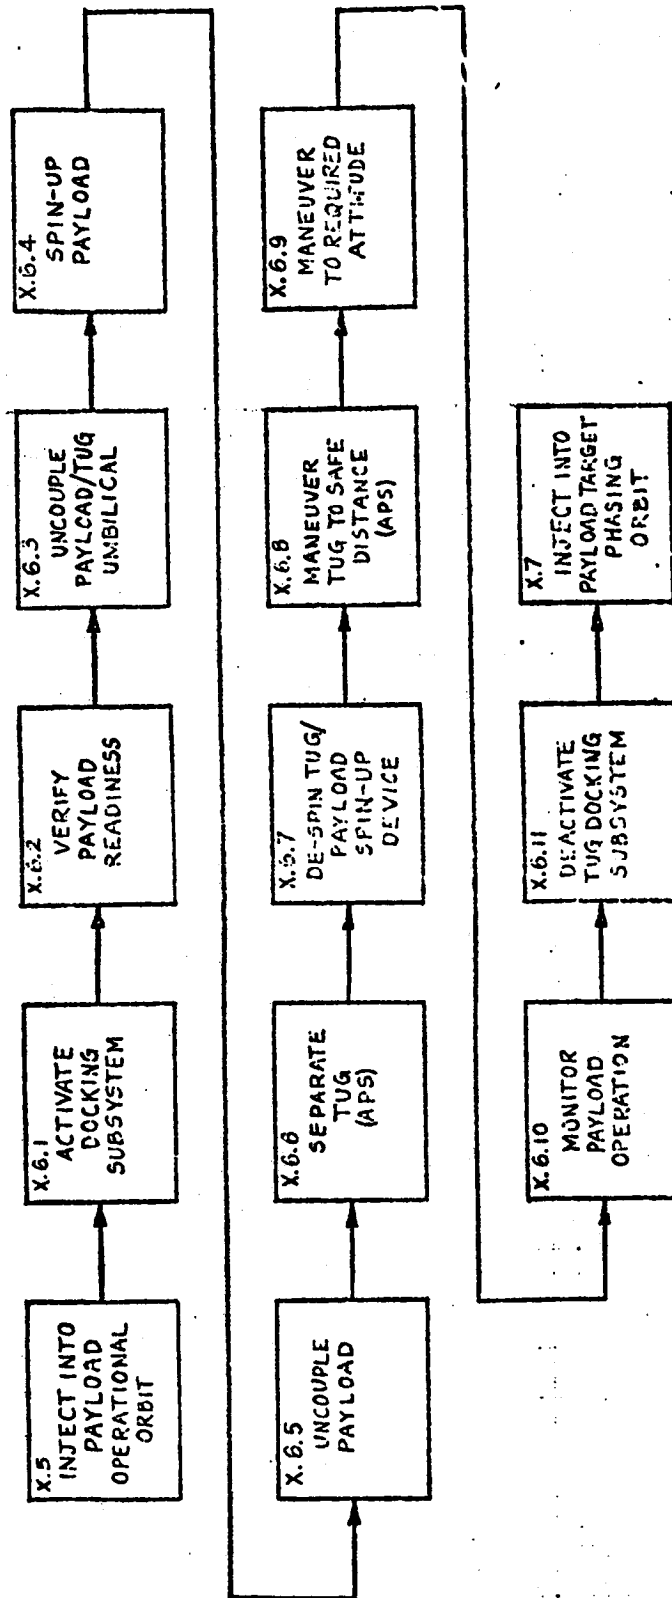 X.5
INJECT INTO
PAYLOAD
OPERATIONAL
ORBIT
X.6.1
ACTIVATE
DOCKING
SUBSYSTEM
X.6.2
VERIFY
PAYLOAD
READINESS
X.6.3
UNCOUPLE
PAYLOAD/TUG
UMBILICAL
X.6.4
SPIN-UP
PAYLOAD
X.6.5
UNCOUPLE
PAYLOAD
X.6.6
SEPARATE
TUG
(APS)
X.6.7
DE-SPIN TUG/
PAYLOAD
SPIN-UP
DEVICE
X.6.8
MANEUVER
TUG TO SAFE
DISTANCE
(APS)
X.6.9
MANEUVER
TO REQUIRED
ATTITUDE
X.6.10
MONITOR
PAYLOAD
OPERATION
X.6.11
DEACTIVATE
TUG DOCKING
SUBSYSTEM
X.7
INJECT INTO
PAYLOAD TARGET
PHASING
ORBIT